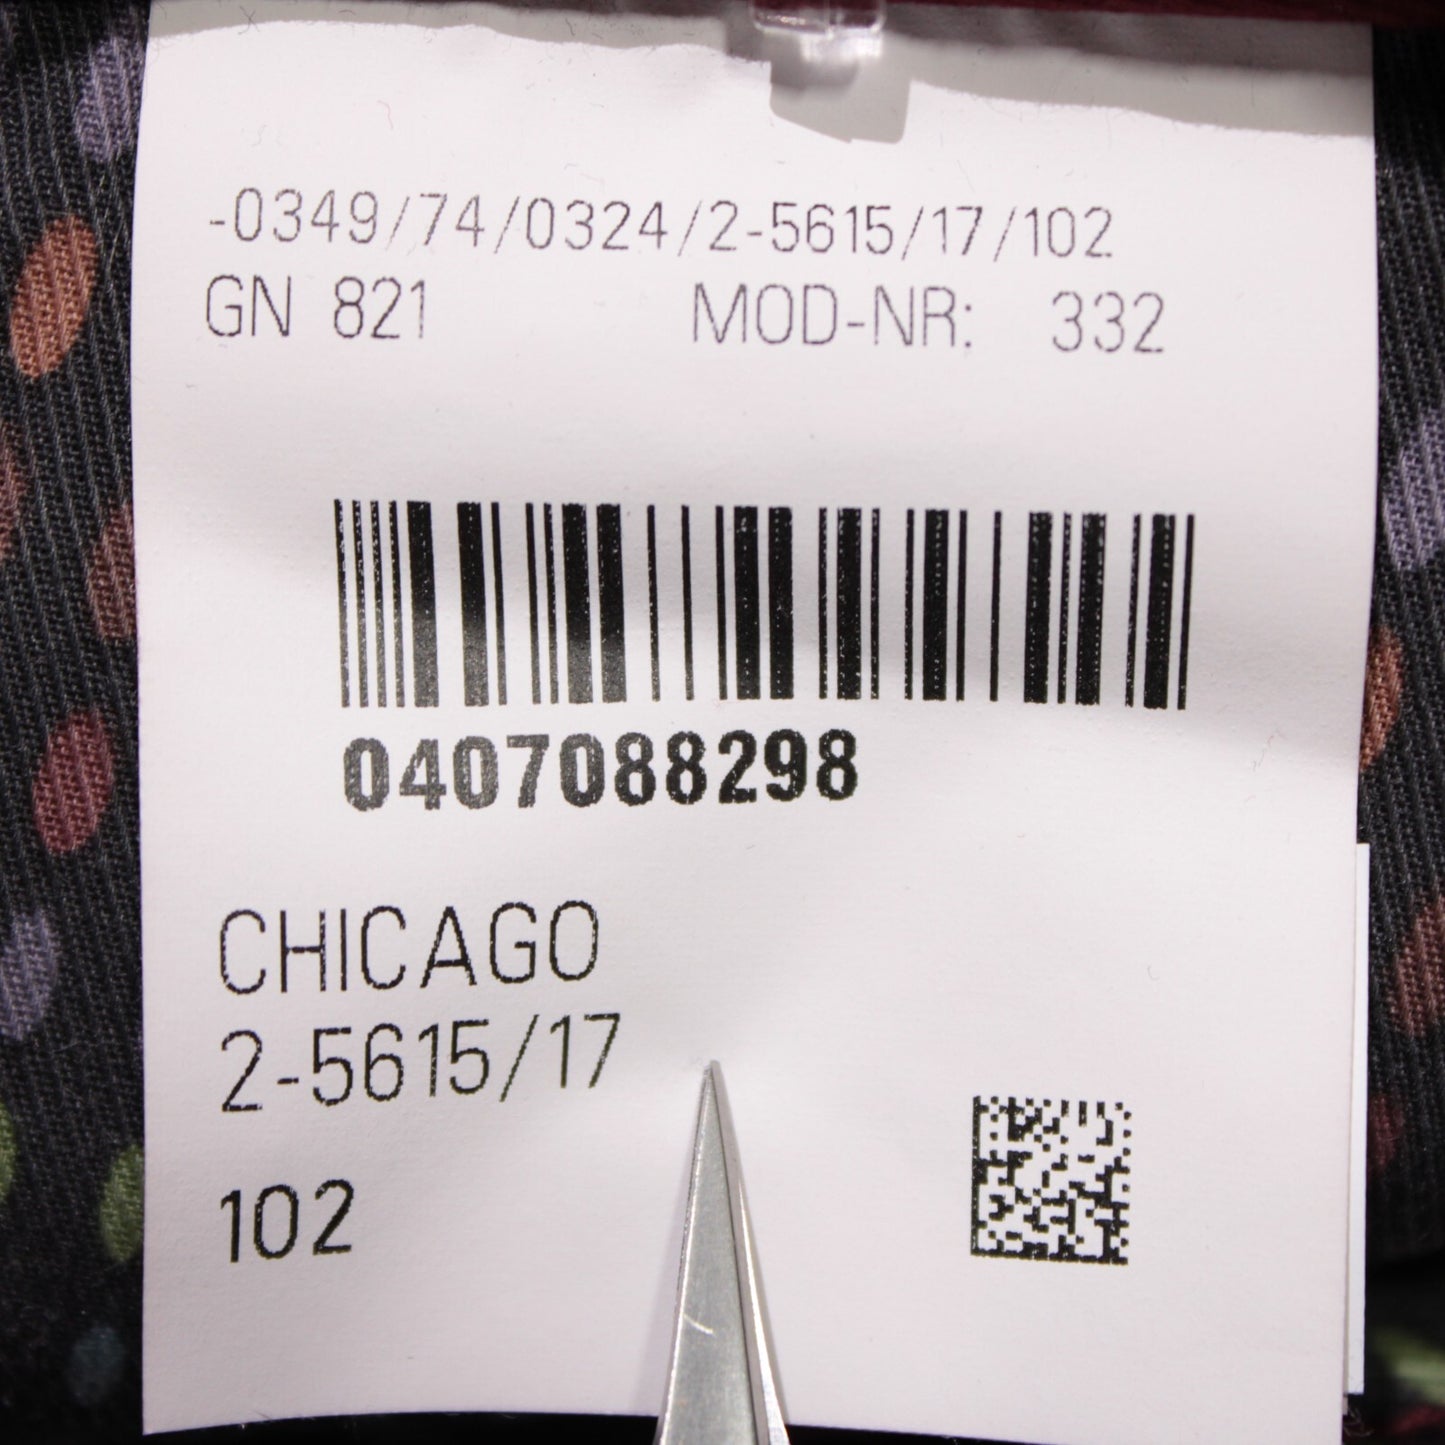 -0349/74/0324/2-5615/17/102
GN 821 MOD-NR: 332
0407088298
CHICAGO
2-5615/17
102